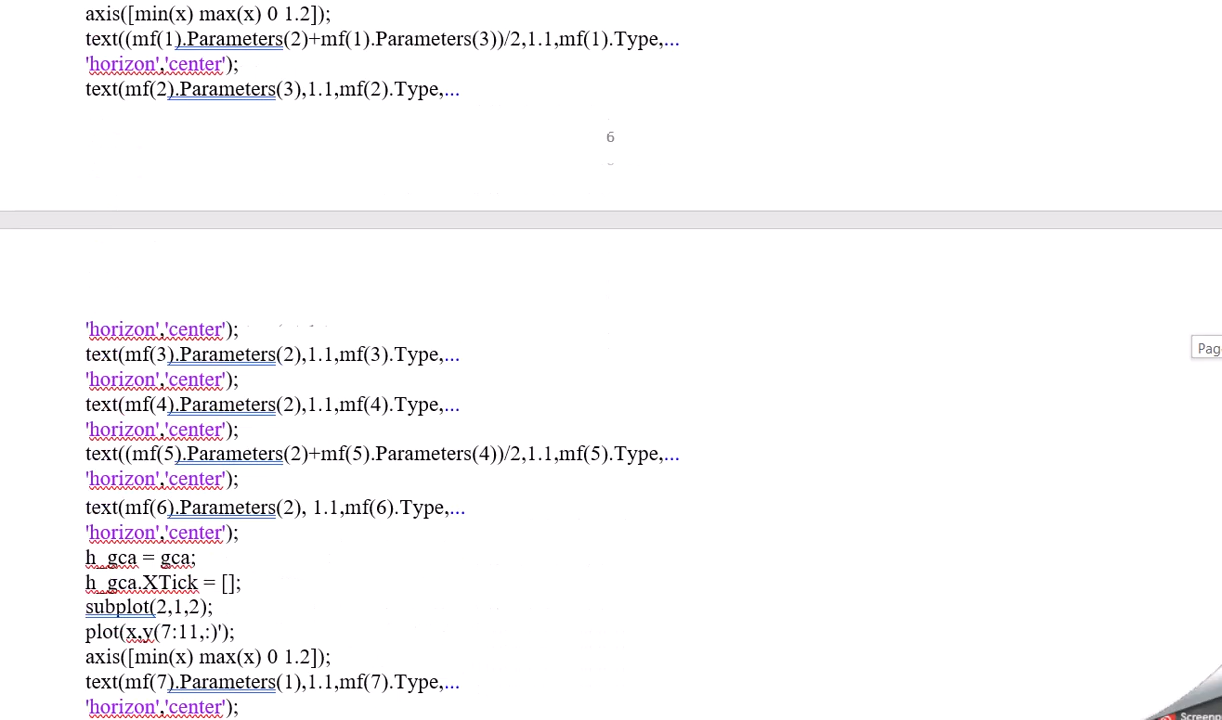 axis([min(x) max(x) 0 1.2]);
text((mf(1).Parameters(2)+mf(1).Parameters(3))/2,1.1,mf(1).Type,...
'horizon','center');
text(mf(2).Parameters(3),1.1,mf(2).Type,...
6
'horizon','center');
text(mf(3).Parameters(2),1.1,mf(3).Type,...
'horizon','center');
text(mf(4).Parameters(2),1.1,mf(4).Type,...
'horizon','center');
text((mf(5).Parameters(2)+mf(5).Parameters(4))/2,1.1,mf(5).Type,...
'horizon','center');
text(mf(6).Parameters(2), 1.1,mf(6).Type,...
'horizon','center');
h_gca = gca;
h_gca.XTick = [];
subplot(2,1,2);
plot(x,y(7:11,:)');
axis([min(x) max(x) 0 1.2]);
text(mf(7).Parameters(1),1.1,mf(7).Type,...
'horizon','center');